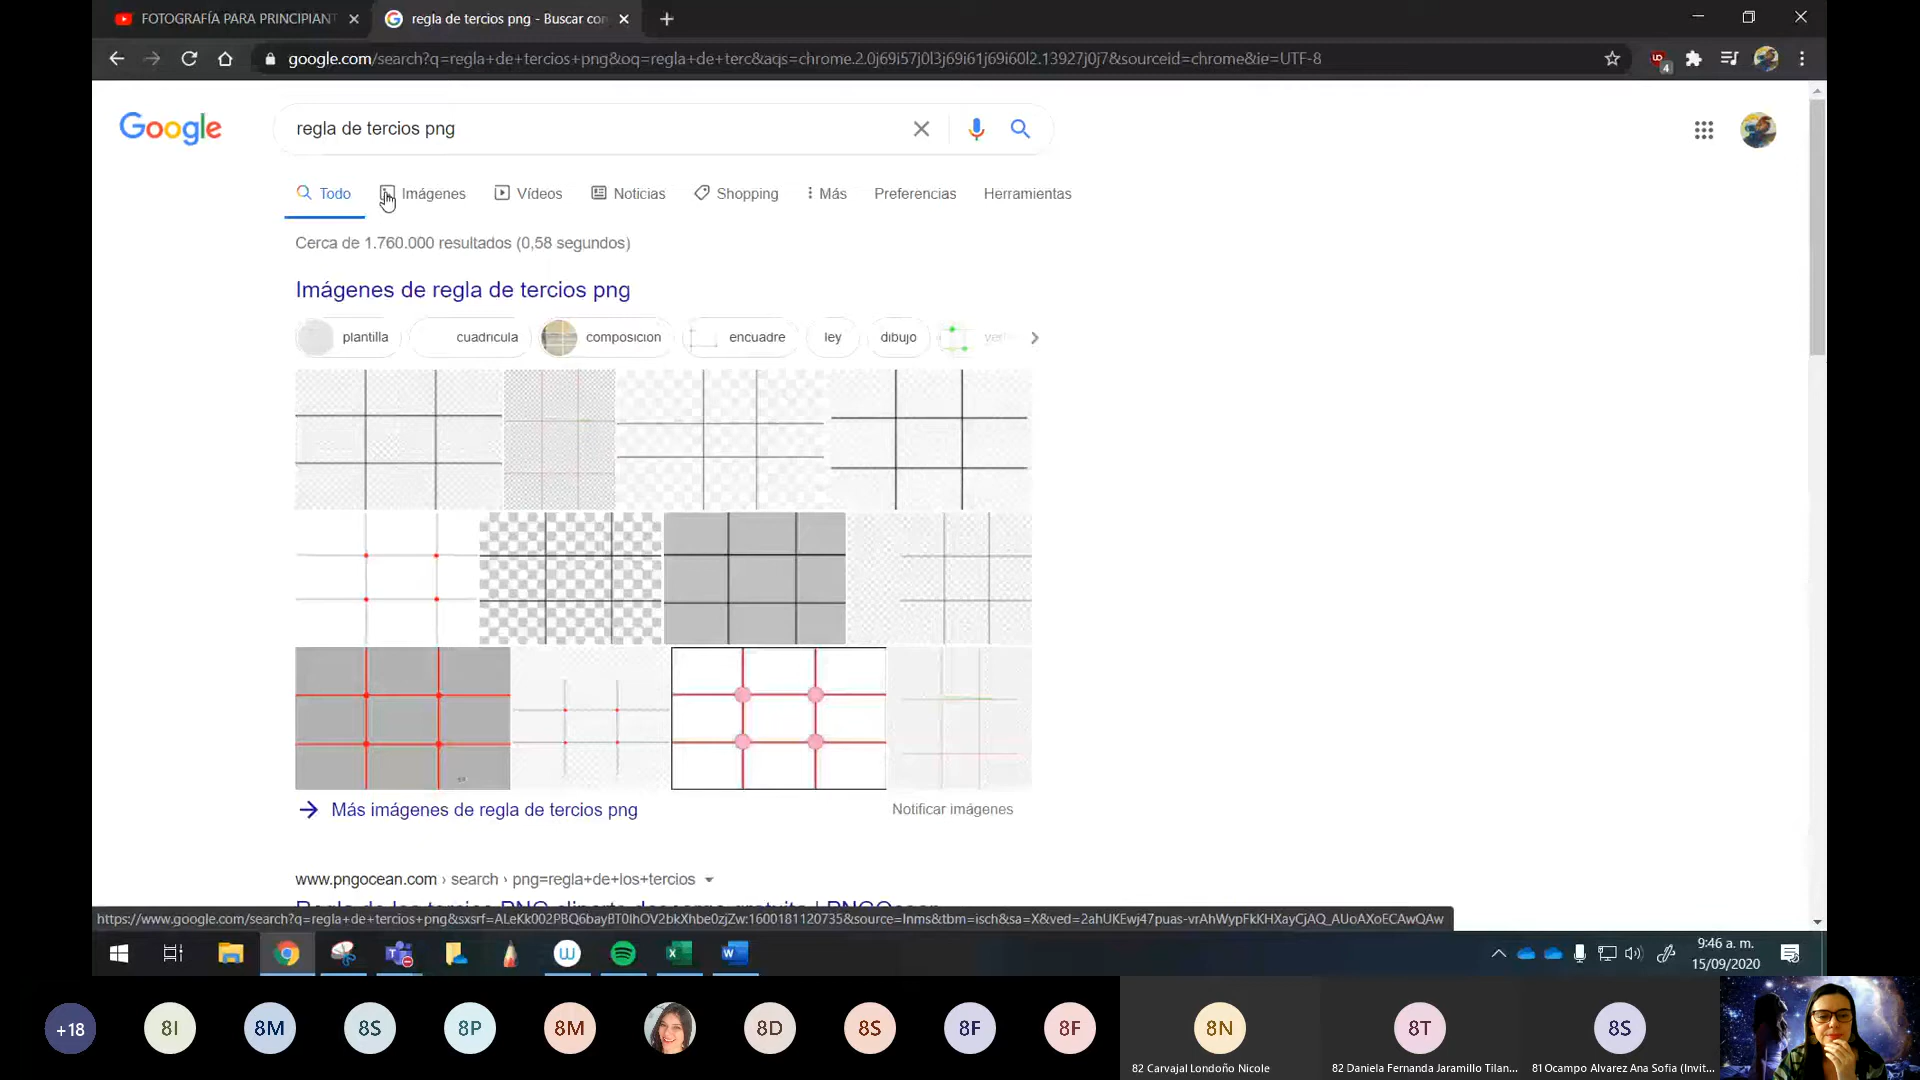 FOTOGRAFÍA PARA PRINCIPIANT
regla de tercios png - Buscar con
google.com/search?q=regla+de+tercios+png&oq=regla+de+terc&aqs=chrome.2.0j69i57j0l3j69i61j69i60l2.13927j0j7&sourceid=chrome&ie=UTF-8
4
Google
regla de tercios png
Todo Imágenes Vídeos Noticias Shopping Más Preferencias Herramientas
Cerca de 1.760.000 resultados (0,58 segundos)
Imágenes de regla de tercios png
plantilla cuadricula composicion encuadre ley dibujo
Más imágenes de regla de tercios png
Notificar imágenes
www.pngocean.com › search › png=regla+de+los+tercios
https://www.google.com/search?q=regla+de+tercios+png&sxsrf=ALeKk002PBQ6bayBT0IhOV2bkXhbe0zjZw:1600181120735&source=lnms&tbm=isch&sa=X&ved=2ahUKEwj47puas-vrAhWypFkKHXayCjAQ_AUoAXoECAwQAw
9:46 a. m.
15/09/2020
+18 8I 8M 8S 8P 8M 8D 8S 8F 8F 8N 8T 8S
82 Carvajal Londoño Nicole
82 Daniela Fernanda Jaramillo Tilan...
81Ocampo Alvarez Ana Sofia (Invit...